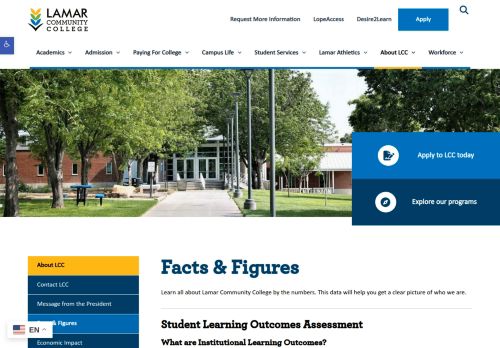 LAMAR
COMMUNITY
COLLEGE
Request More Information LopeAccess Desire2Learn Apply
Academics Admission Paying For College Campus Life Student Services Lamar Athletics About LCC Workforce
Apply to LCC today
Explore our programs
About LCC
Contact LCC
Message from the President
& Figures
Economic Impact
EN
Facts & Figures
Learn all about Lamar Community College by the numbers. This data will help you get a clear picture of who we are.
Student Learning Outcomes Assessment
What are Institutional Learning Outcomes?